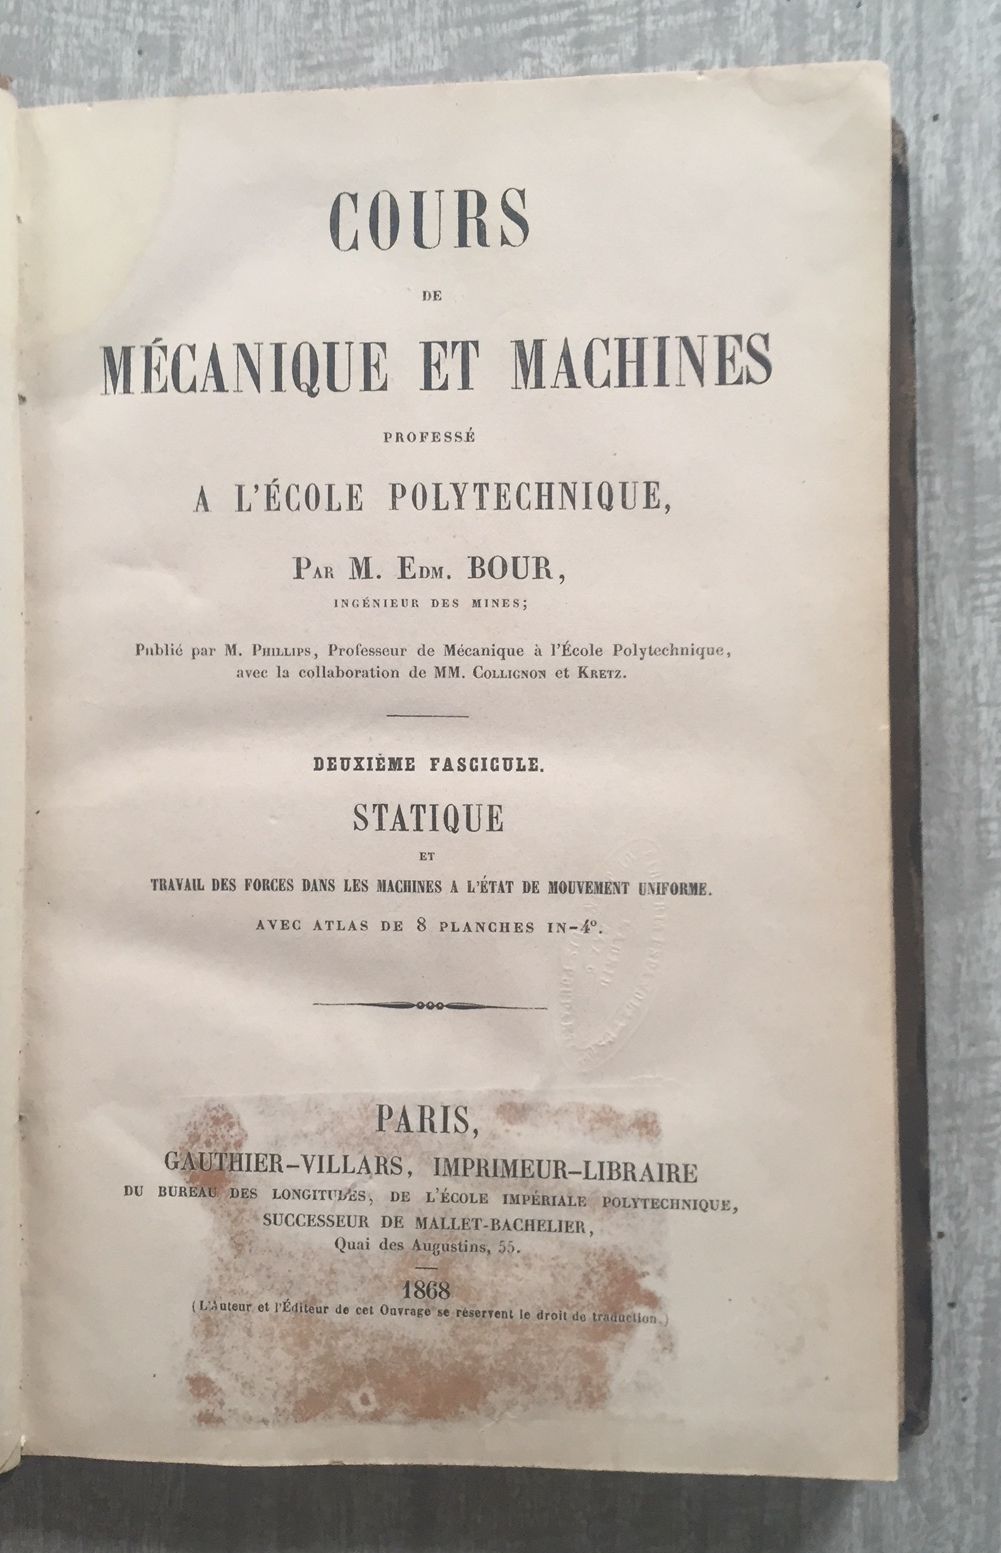 COURS
DE
MÉCANIQUE ET MACHINES
PROFESSÉ
A L'ÉCOLE POLYTECHNIQUE,
PAR M. EDM. BOUR,
INGÉNIEUR DES MINES;
Publié par M. PHILLIPS, Professeur de Mécanique à l'École Polytechnique,
avec la collaboration de MM. COLLIGNON et KRETZ.
DEUXIÈME FASCICULE.
STATIQUE
ET
TRAVAIL DES FORCES DANS LES MACHINES A L'ÉTAT DE MOUVEMENT UNIFORME.
AVEC ATLAS DE 8 PLANCHES IN-4°.
PARIS,
GAUTHIER-VILLARS, IMPRIMEUR-LIBRAIRE
DU BUREAU DES LONGITUDES, DE L'ÉCOLE IMPÉRIALE POLYTECHNIQUE,
SUCCESSEUR DE MALLET-BACHELIER,
Quai des Augustins, 55.
1868
(L'Auteur et l'Éditeur de cet Ouvrage se réservent le droit de traduction.)